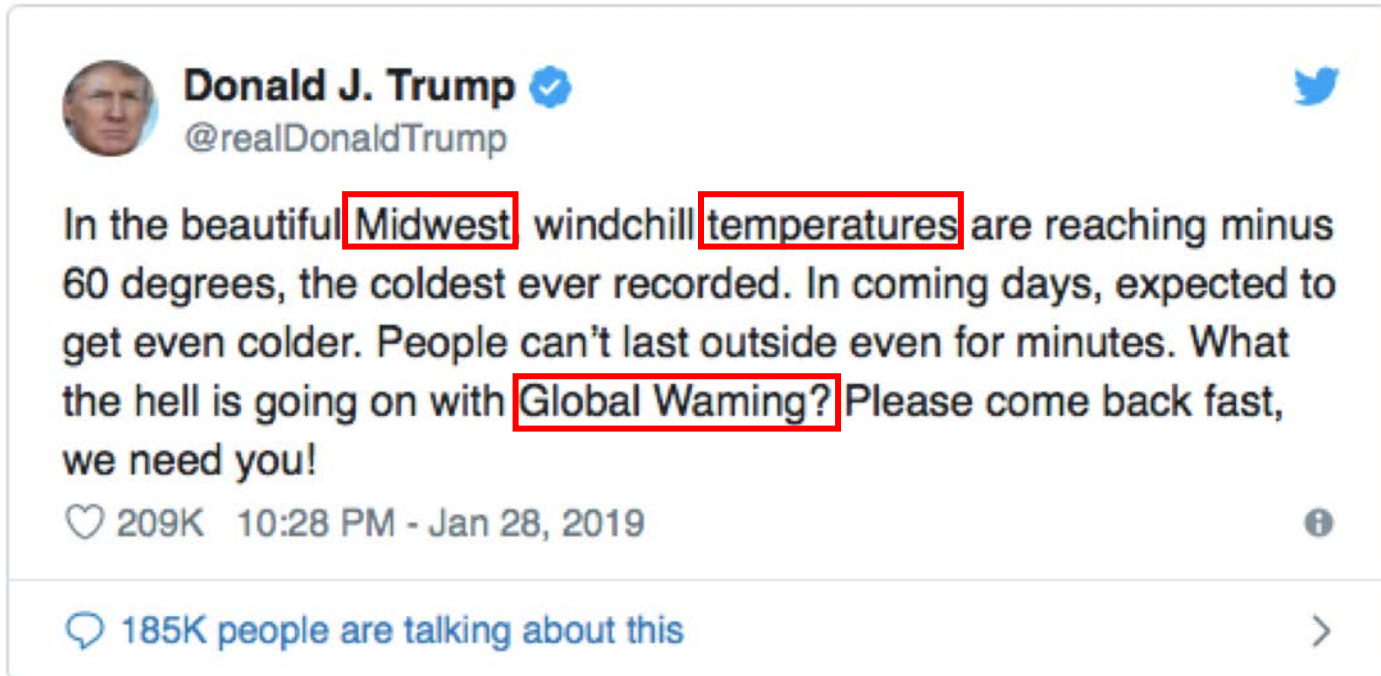 Donald J. Trump
@realDonaldTrump
In the beautiful Midwest, windchill temperatures are reaching minus
60 degrees, the coldest ever recorded. In coming days, expected to
get even colder. People can’t last outside even for minutes. What
the hell is going on with Global Waming? Please come back fast,
we need you!
209K 10:28 PM - Jan 28, 2019
185K people are talking about this